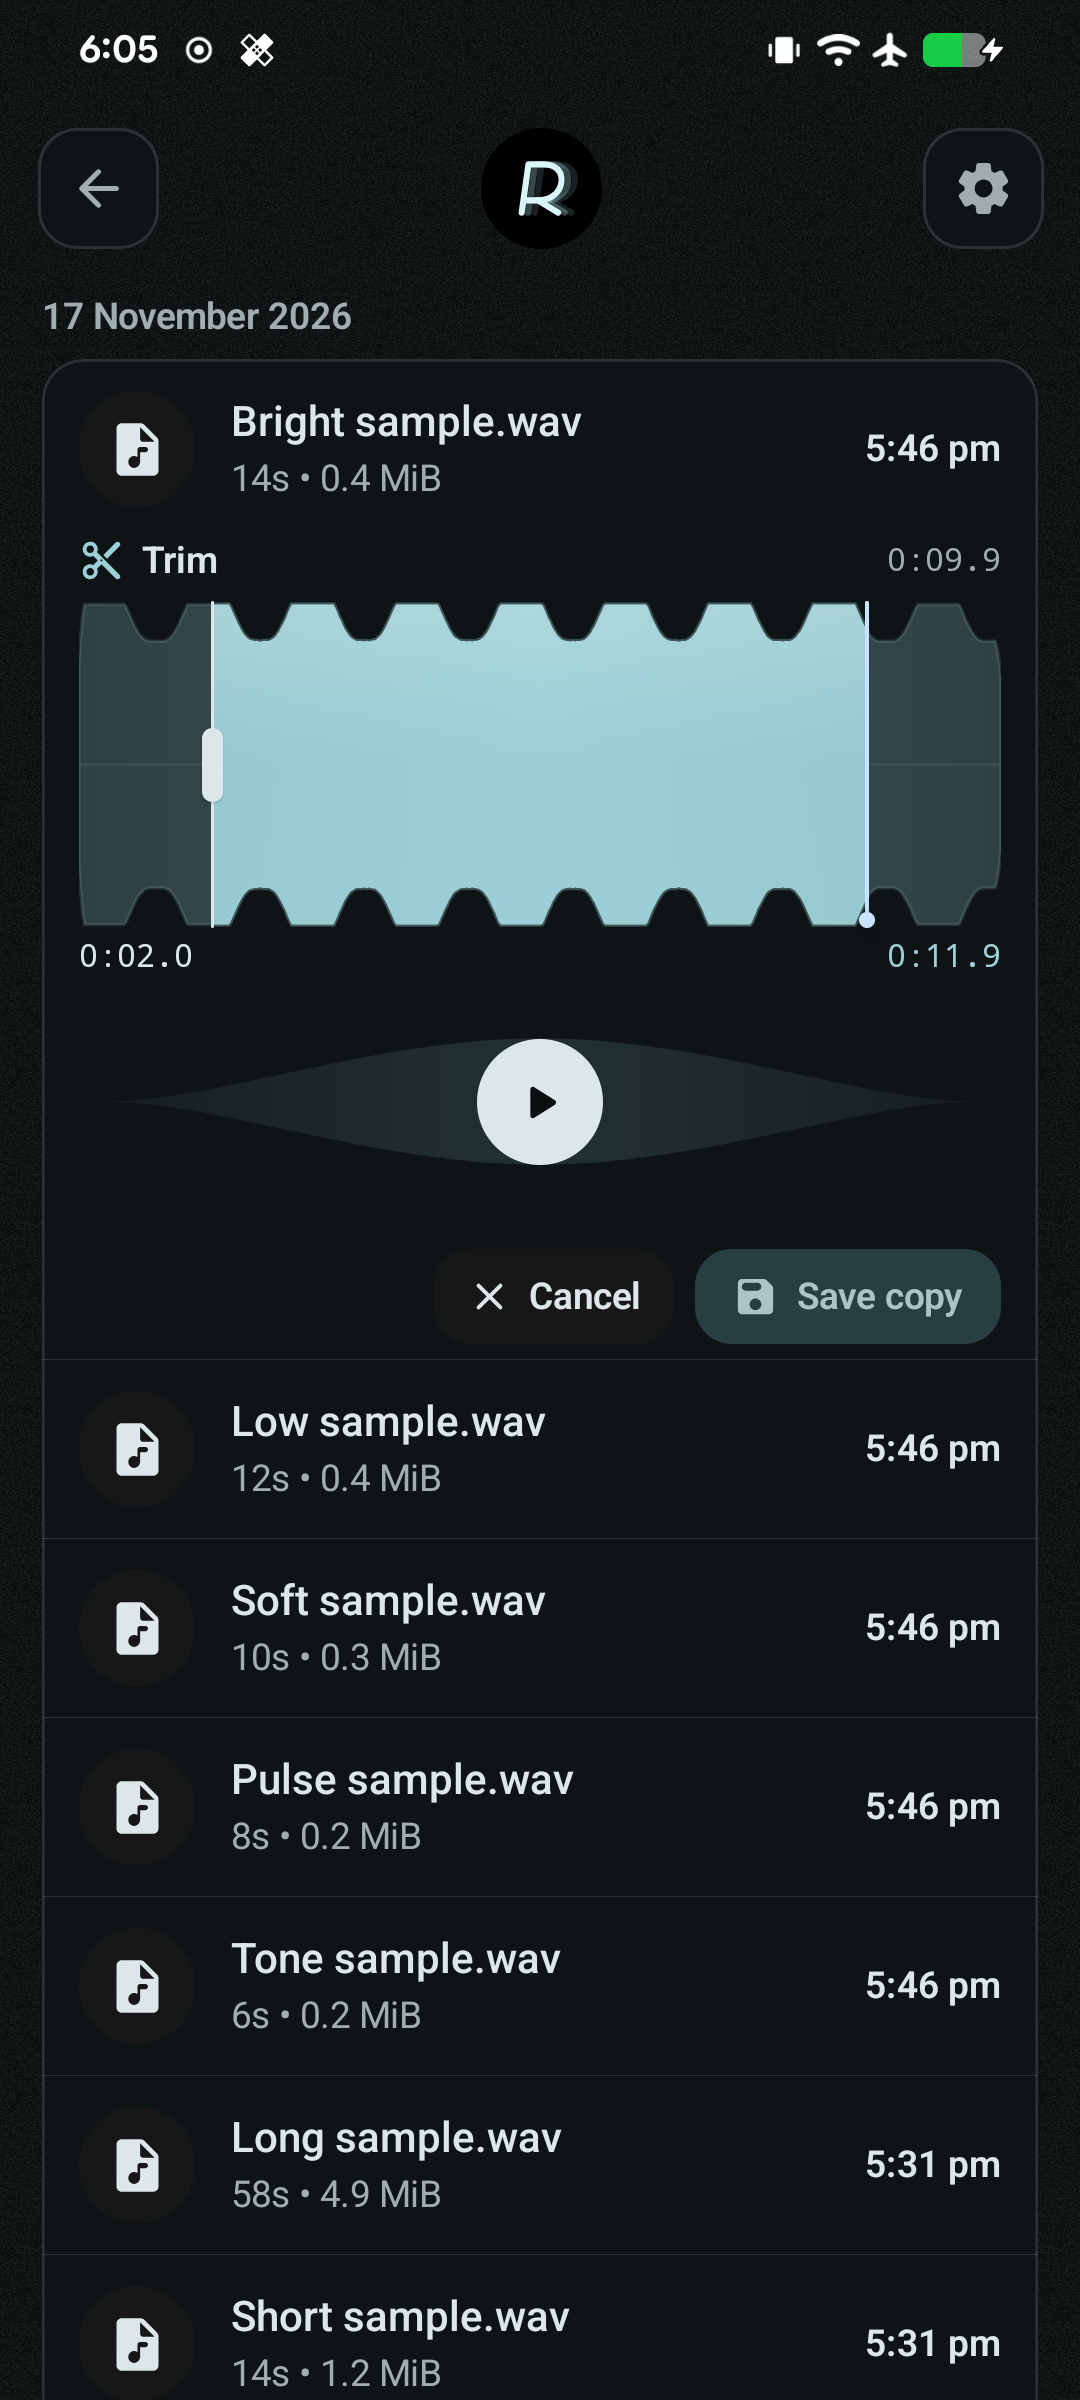 6:05
R
17 November 2026
Bright sample.wav
14s • 0.4 MiB
5:46 pm
Trim
0:09.9
0:02.0
0:11.9
Cancel
Save copy
Low sample.wav
12s • 0.4 MiB
5:46 pm
Soft sample.wav
10s • 0.3 MiB
5:46 pm
Pulse sample.wav
8s • 0.2 MiB
5:46 pm
Tone sample.wav
6s • 0.2 MiB
5:46 pm
Long sample.wav
58s • 4.9 MiB
5:31 pm
Short sample.wav
14s • 1.2 MiB
5:31 pm